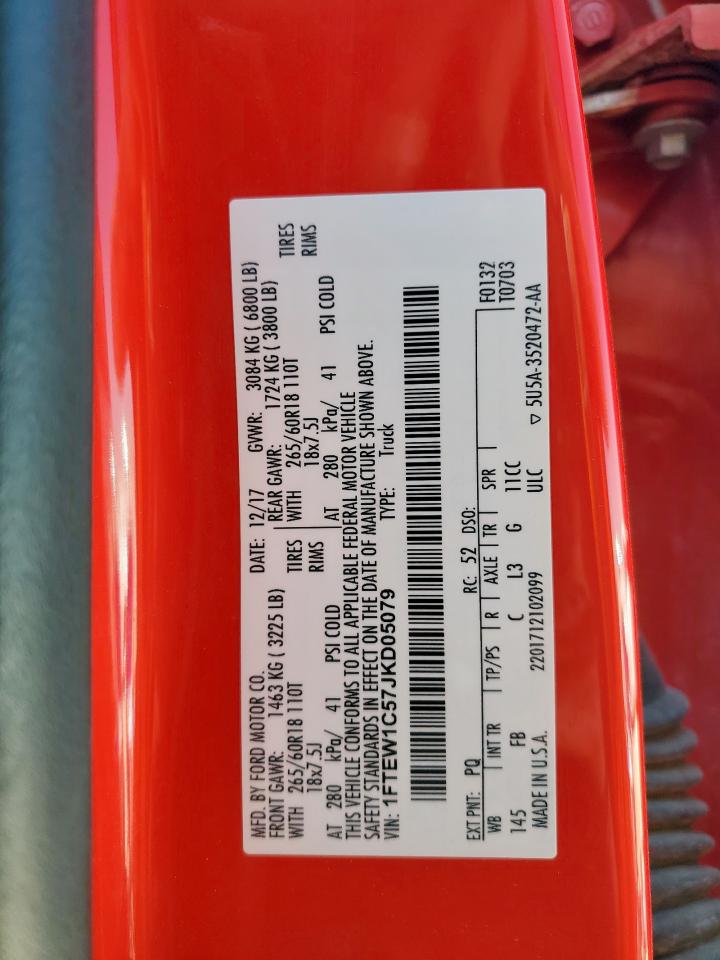 MFD. BY FORD MOTOR CO. DATE: 12/17 GVWR: 3084 KG ( 6800 LB)
FRONT GAWR: 1463 KG ( 3225 LB) REAR GAWR: 1724 KG ( 3800 LB)
WITH 265/60R18 110T TIRES WITH 265/60R18 110T TIRES
18x7.5J RIMS 18x7.5J RIMS
AT 280 kPa/ 41 PSI COLD AT 280 kPa/ 41 PSI COLD
THIS VEHICLE CONFORMS TO ALL APPLICABLE FEDERAL MOTOR VEHICLE
SAFETY STANDARDS IN EFFECT ON THE DATE OF MANUFACTURE SHOWN ABOVE.
VIN: 1FTEW1C57JKD05079 TYPE: Truck
EXT PNT: PQ RC: 52 DSO: F0132
WB INT TR TP/PS R AXLE TR SPR T0703
145 FB C L3 G 11CC
MADE IN U.S.A. 2201712102099 ULC ▽ 5U5A-3520472-AA